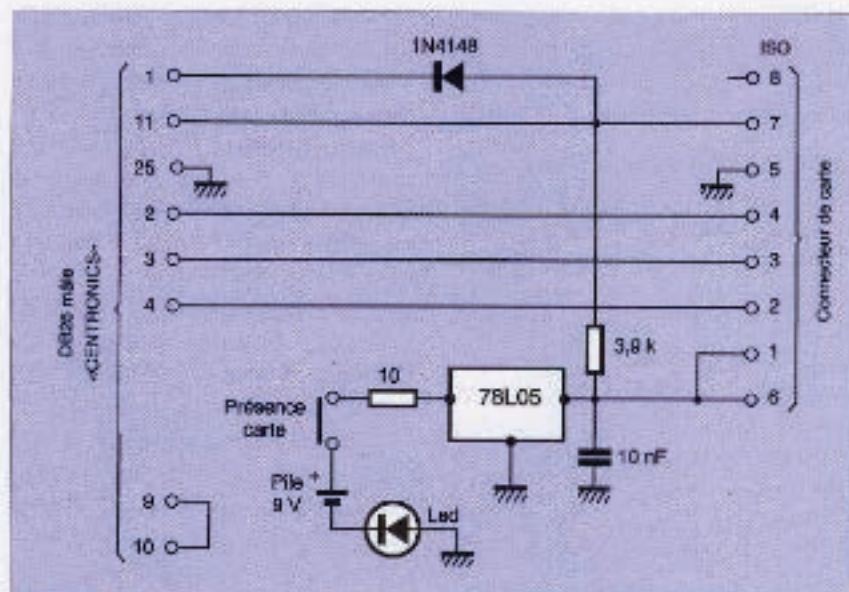 1N4148
ISO
1
8
11
7
25
5
2
4
3
3
4
2
3,9 k
1
10
78L05
6
Présence
carte
10 nF
Pile +
9 V
Led
9
10
DB25 mâle
«CENTRONICS»
Connecteur de carte